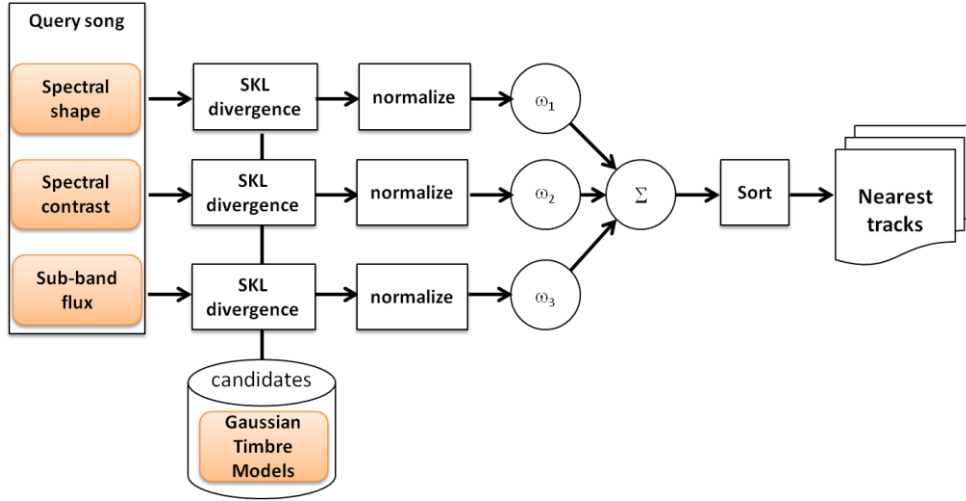 Query song
Spectral
shape
SKL
divergence
normalize
ω1
Spectral
contrast
SKL
divergence
normalize
ω2
Σ
Sort
Nearest
tracks
Sub-band
flux
SKL
divergence
normalize
ω3
candidates
Gaussian
Timbre
Models